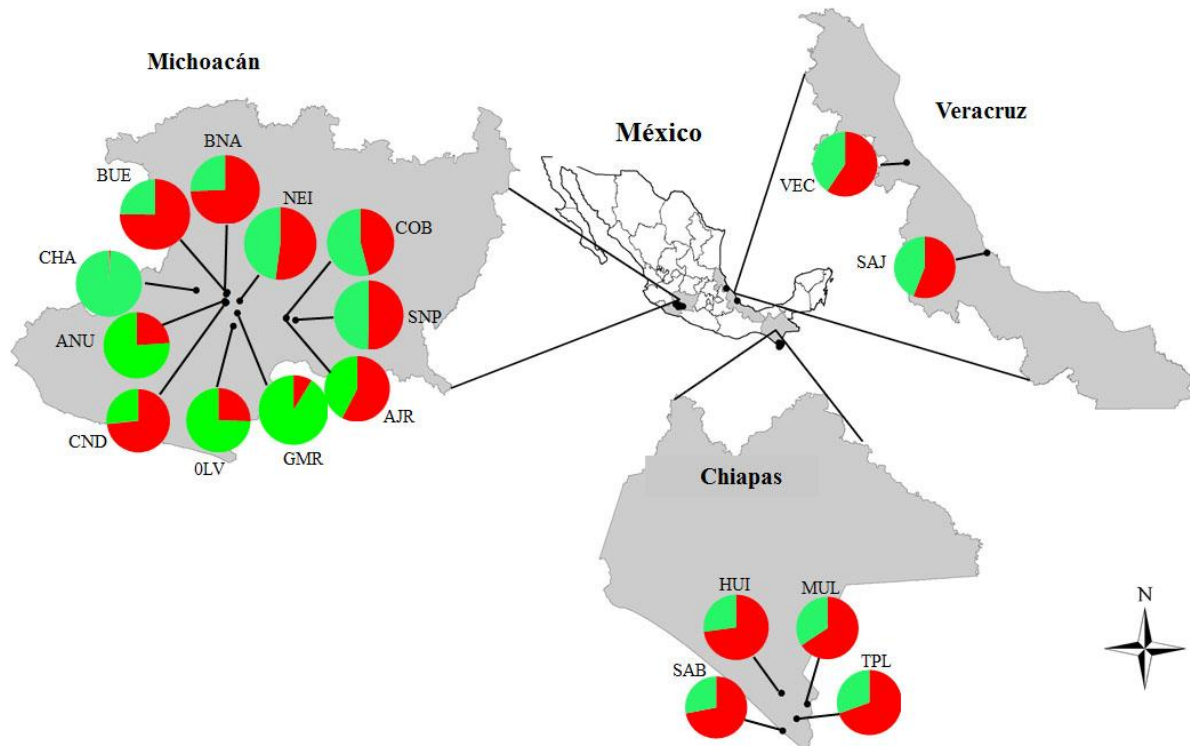 Michoacán
BNA
BUE
NEI
COB
CHA
SNP
ANU
AJR
CND
0LV
GMR
México
Veracruz
VEC
SAJ
Chiapas
HUI
MUL
SAB
TPL
N